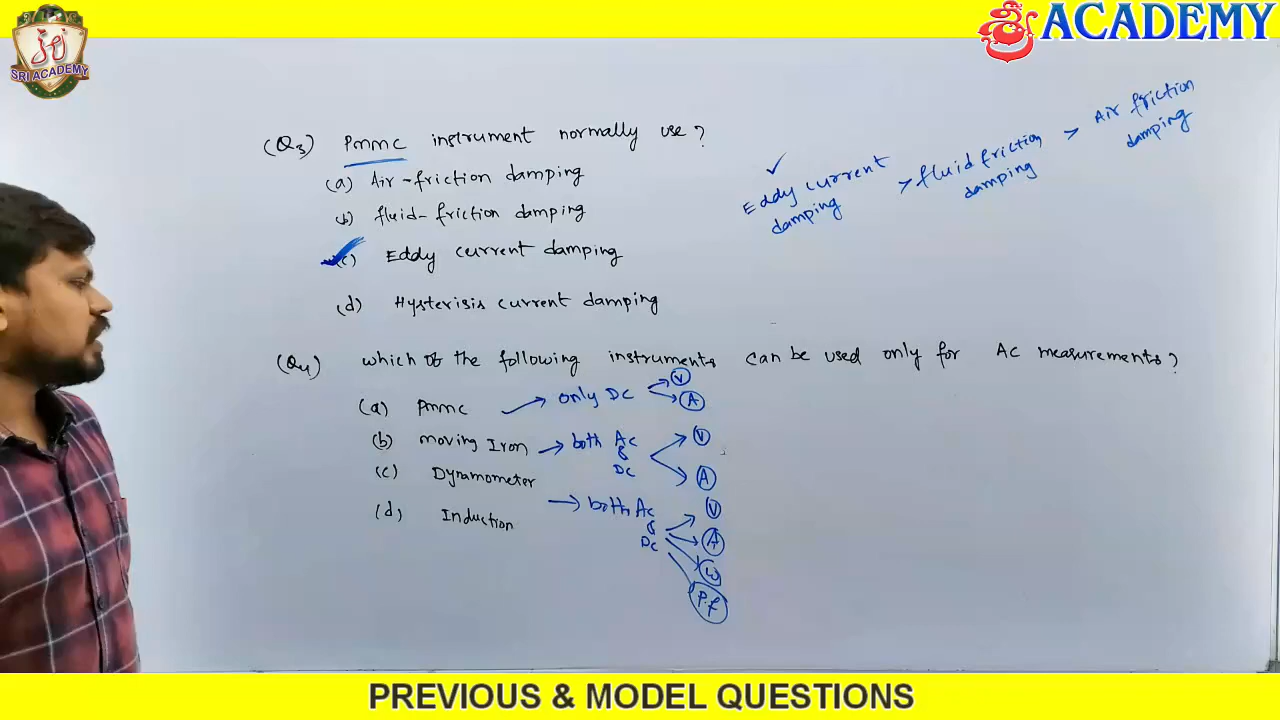 SRI ACADEMY
ACADEMY
(Q3) PMMC instrument normally use?
(a) Air-friction damping
(b) fluid-friction damping
(c) Eddy current damping
(d) Hysterisis current damping
Eddy current damping > fluid friction damping > Air friction damping
(Q4) which of the following instruments can be used only for AC measurements?
(a) PMMC → only DC V A
(b) moving Iron → both Ac & DC V A
(c) Dynamometer → both Ac & DC V A W P.f
(d) Induction
PREVIOUS & MODEL QUESTIONS